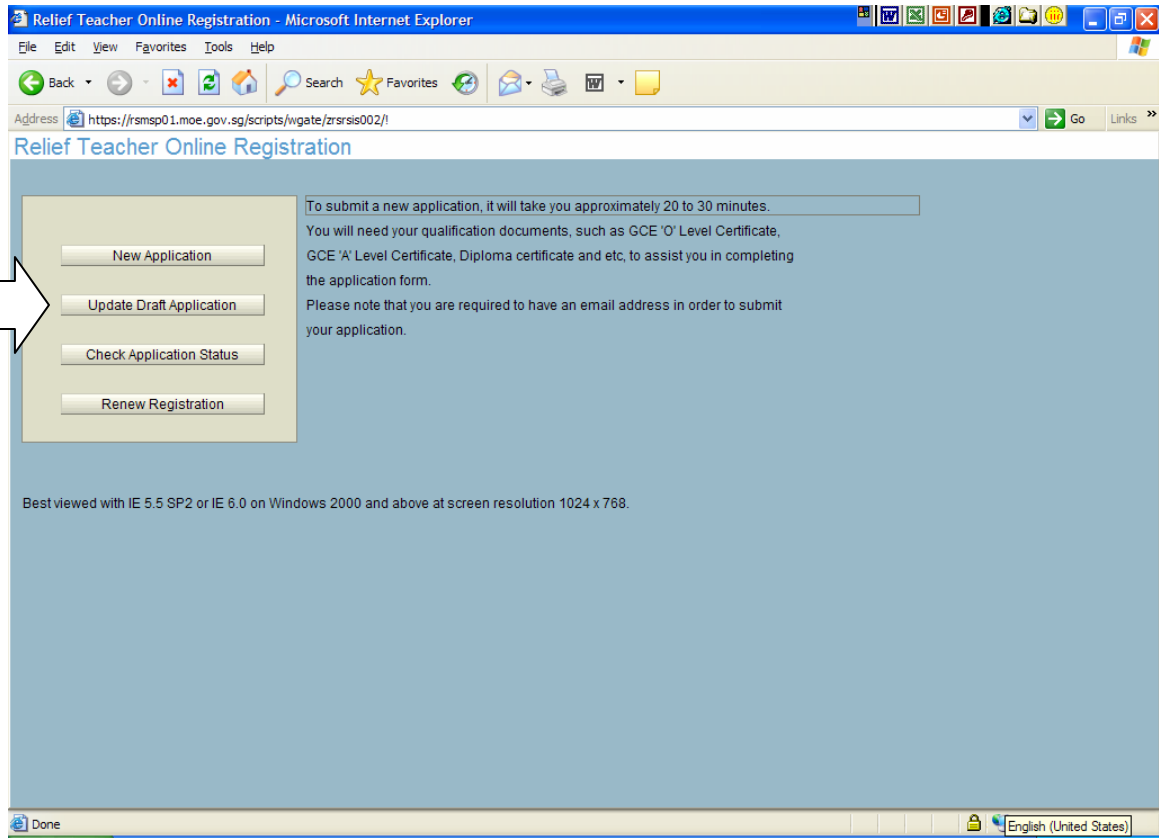 Relief Teacher Online Registration - Microsoft Internet Explorer
File Edit View Favorites Tools Help
Back Search Favorites
Address https://rsmsp01.moe.gov.sg/scripts/wgate/zrsrsis002/! Go Links »
Relief Teacher Online Registration
To submit a new application, it will take you approximately 20 to 30 minutes.
You will need your qualification documents, such as GCE 'O' Level Certificate,
New Application
GCE 'A' Level Certificate, Diploma certificate and etc, to assist you in completing
the application form.
Update Draft Application
Please note that you are required to have an email address in order to submit
your application.
Check Application Status
Renew Registration
Best viewed with IE 5.5 SP2 or IE 6.0 on Windows 2000 and above at screen resolution 1024 x 768.
Done
English (United States)